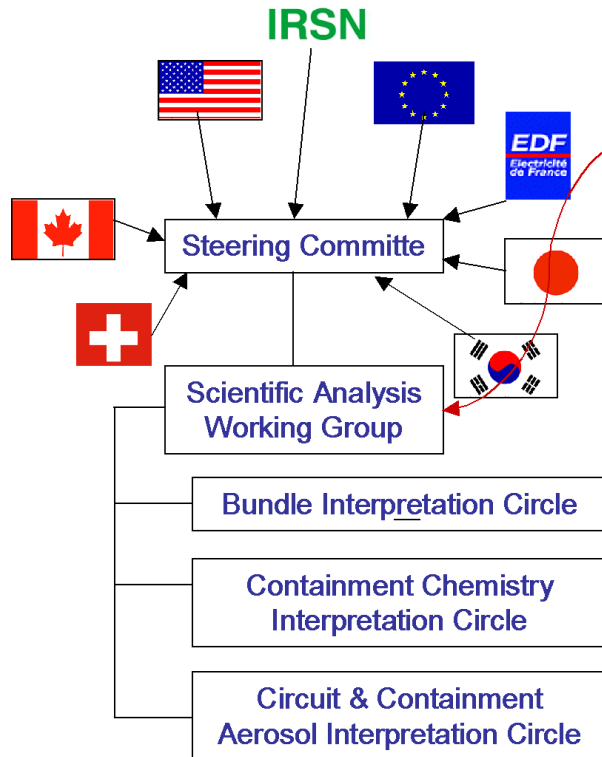 IRSN
EDF
Electricité
de France
Steering Committe
Scientific Analysis
Working Group
Bundle Interpretation Circle
Containment Chemistry
Interpretation Circle
Circuit & Containment
Aerosol Interpretation Circle